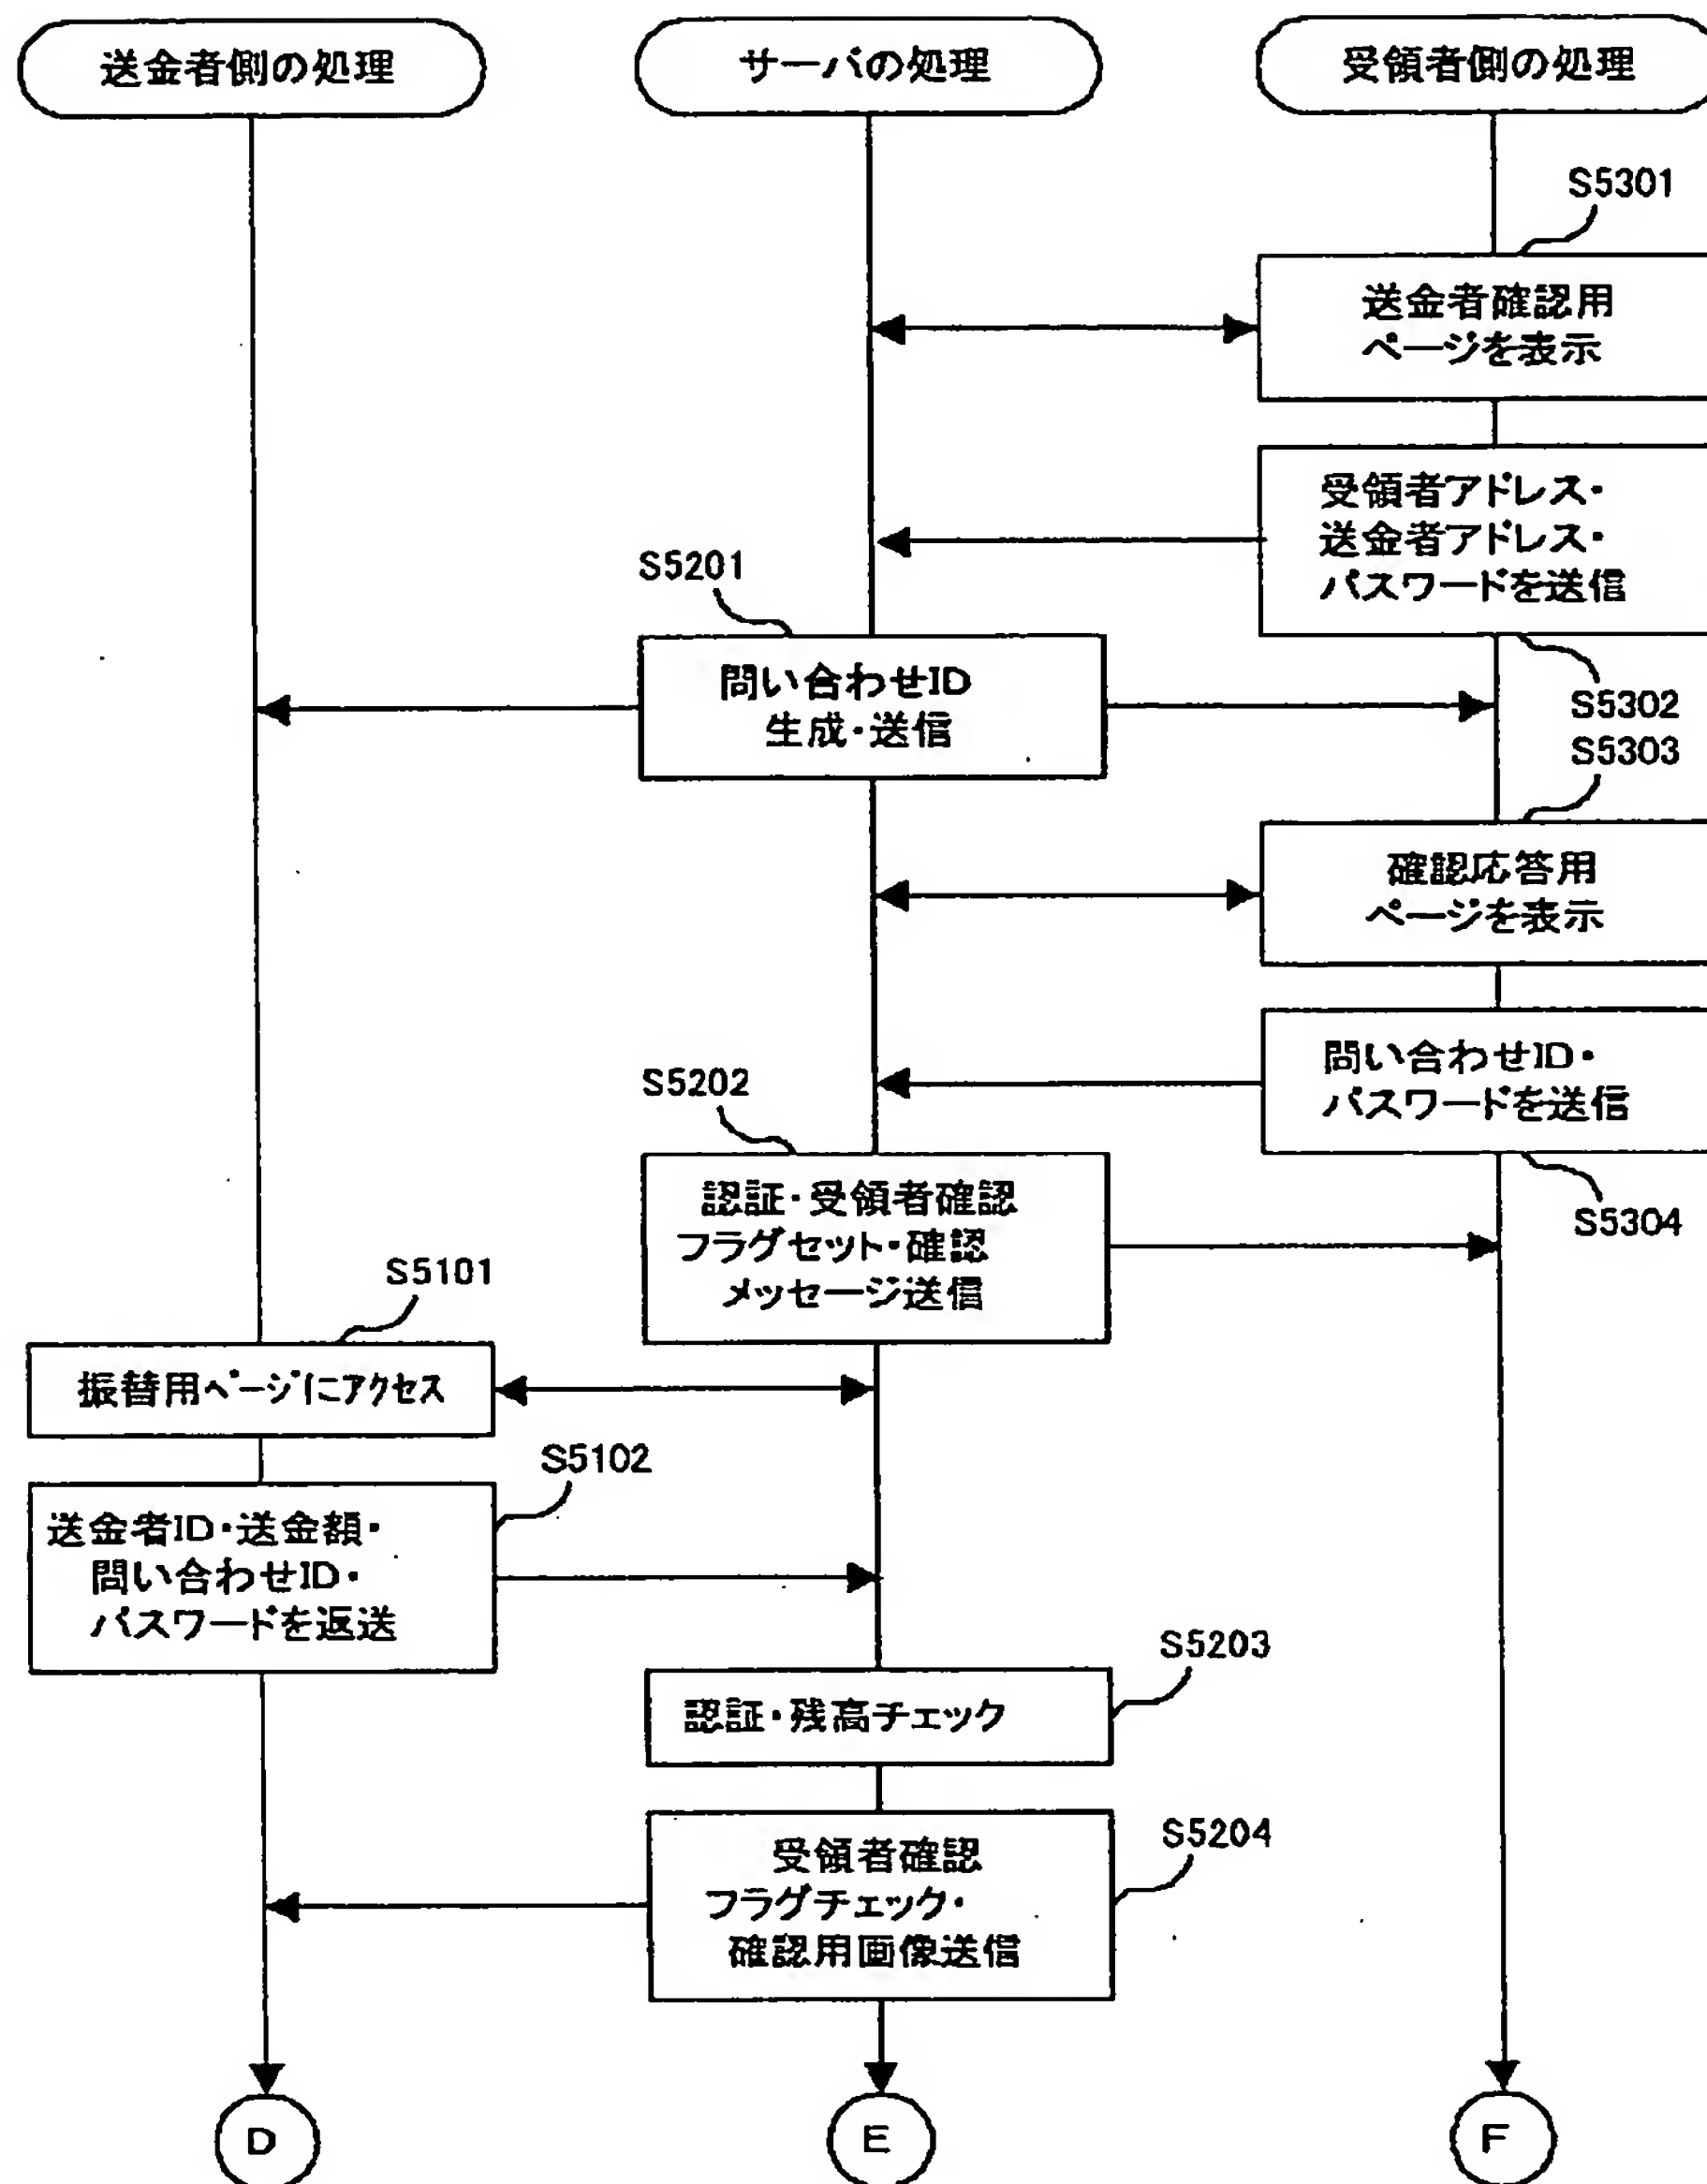 送金者側の処理
サーバの処理
受領者側の処理
S5301
送金者確認用
ページを表示
受領者アドレス・
送金者アドレス・
パスワードを送信
S5201
問い合わせID
生成・送信
S5302
S5303
確認応答用
ページを表示
問い合わせID・
パスワードを送信
S5202
S5304
認証・受領者確認
フラグセット・確認
メッセージ送信
S5101
振替用ページにアクセス
S5102
送金者ID・送金額・
問い合わせID・
パスワードを返送
S5203
認証・残高チェック
S5204
受領者確認
フラグチェック・
確認用画像送信
D
E
F